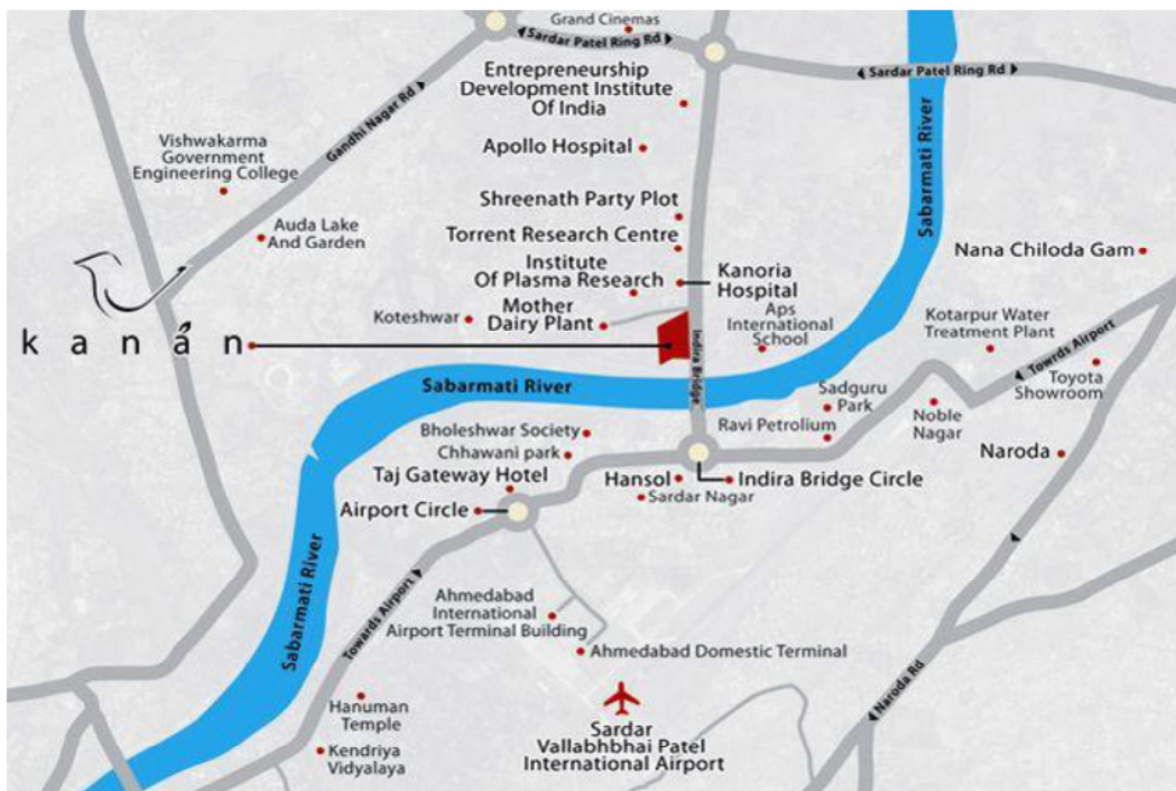 Grand Cinemas
Sardar Patel Ring Rd
Sardar Patel Ring Rd
Entrepreneurship
Development Institute
Of India
Gandhi Nagar Rd
Vishwakarma
Government
Engineering College
Apollo Hospital
Sabarmati River
Shreenath Party Plot
Auda Lake
And Garden
Torrent Research Centre
Nana Chiloda Gam
Institute
Of Plasma Research
Kanoria
Hospital
Mother
Dairy Plant
Koteshwar
Aps
International
School
Kotarpur Water
Treatment Plant
kanán
Indira Bridge
Towrds Airport
Toyota
Showroom
Sabarmati River
Sadguru
Park
Noble
Nagar
Ravi Petrolium
Bholeshwar Society
Chhawani park
Naroda
Taj Gateway Hotel
Hansol
Indira Bridge Circle
Sardar Nagar
Airport Circle
Sabarmati River
Towards Airport
Ahmedabad
International
Airport Terminal Building
Ahmedabad Domestic Terminal
Naroda Rd
Hanuman
Temple
Sardar
Vallabhbhai Patel
International Airport
Kendriya
Vidyalaya